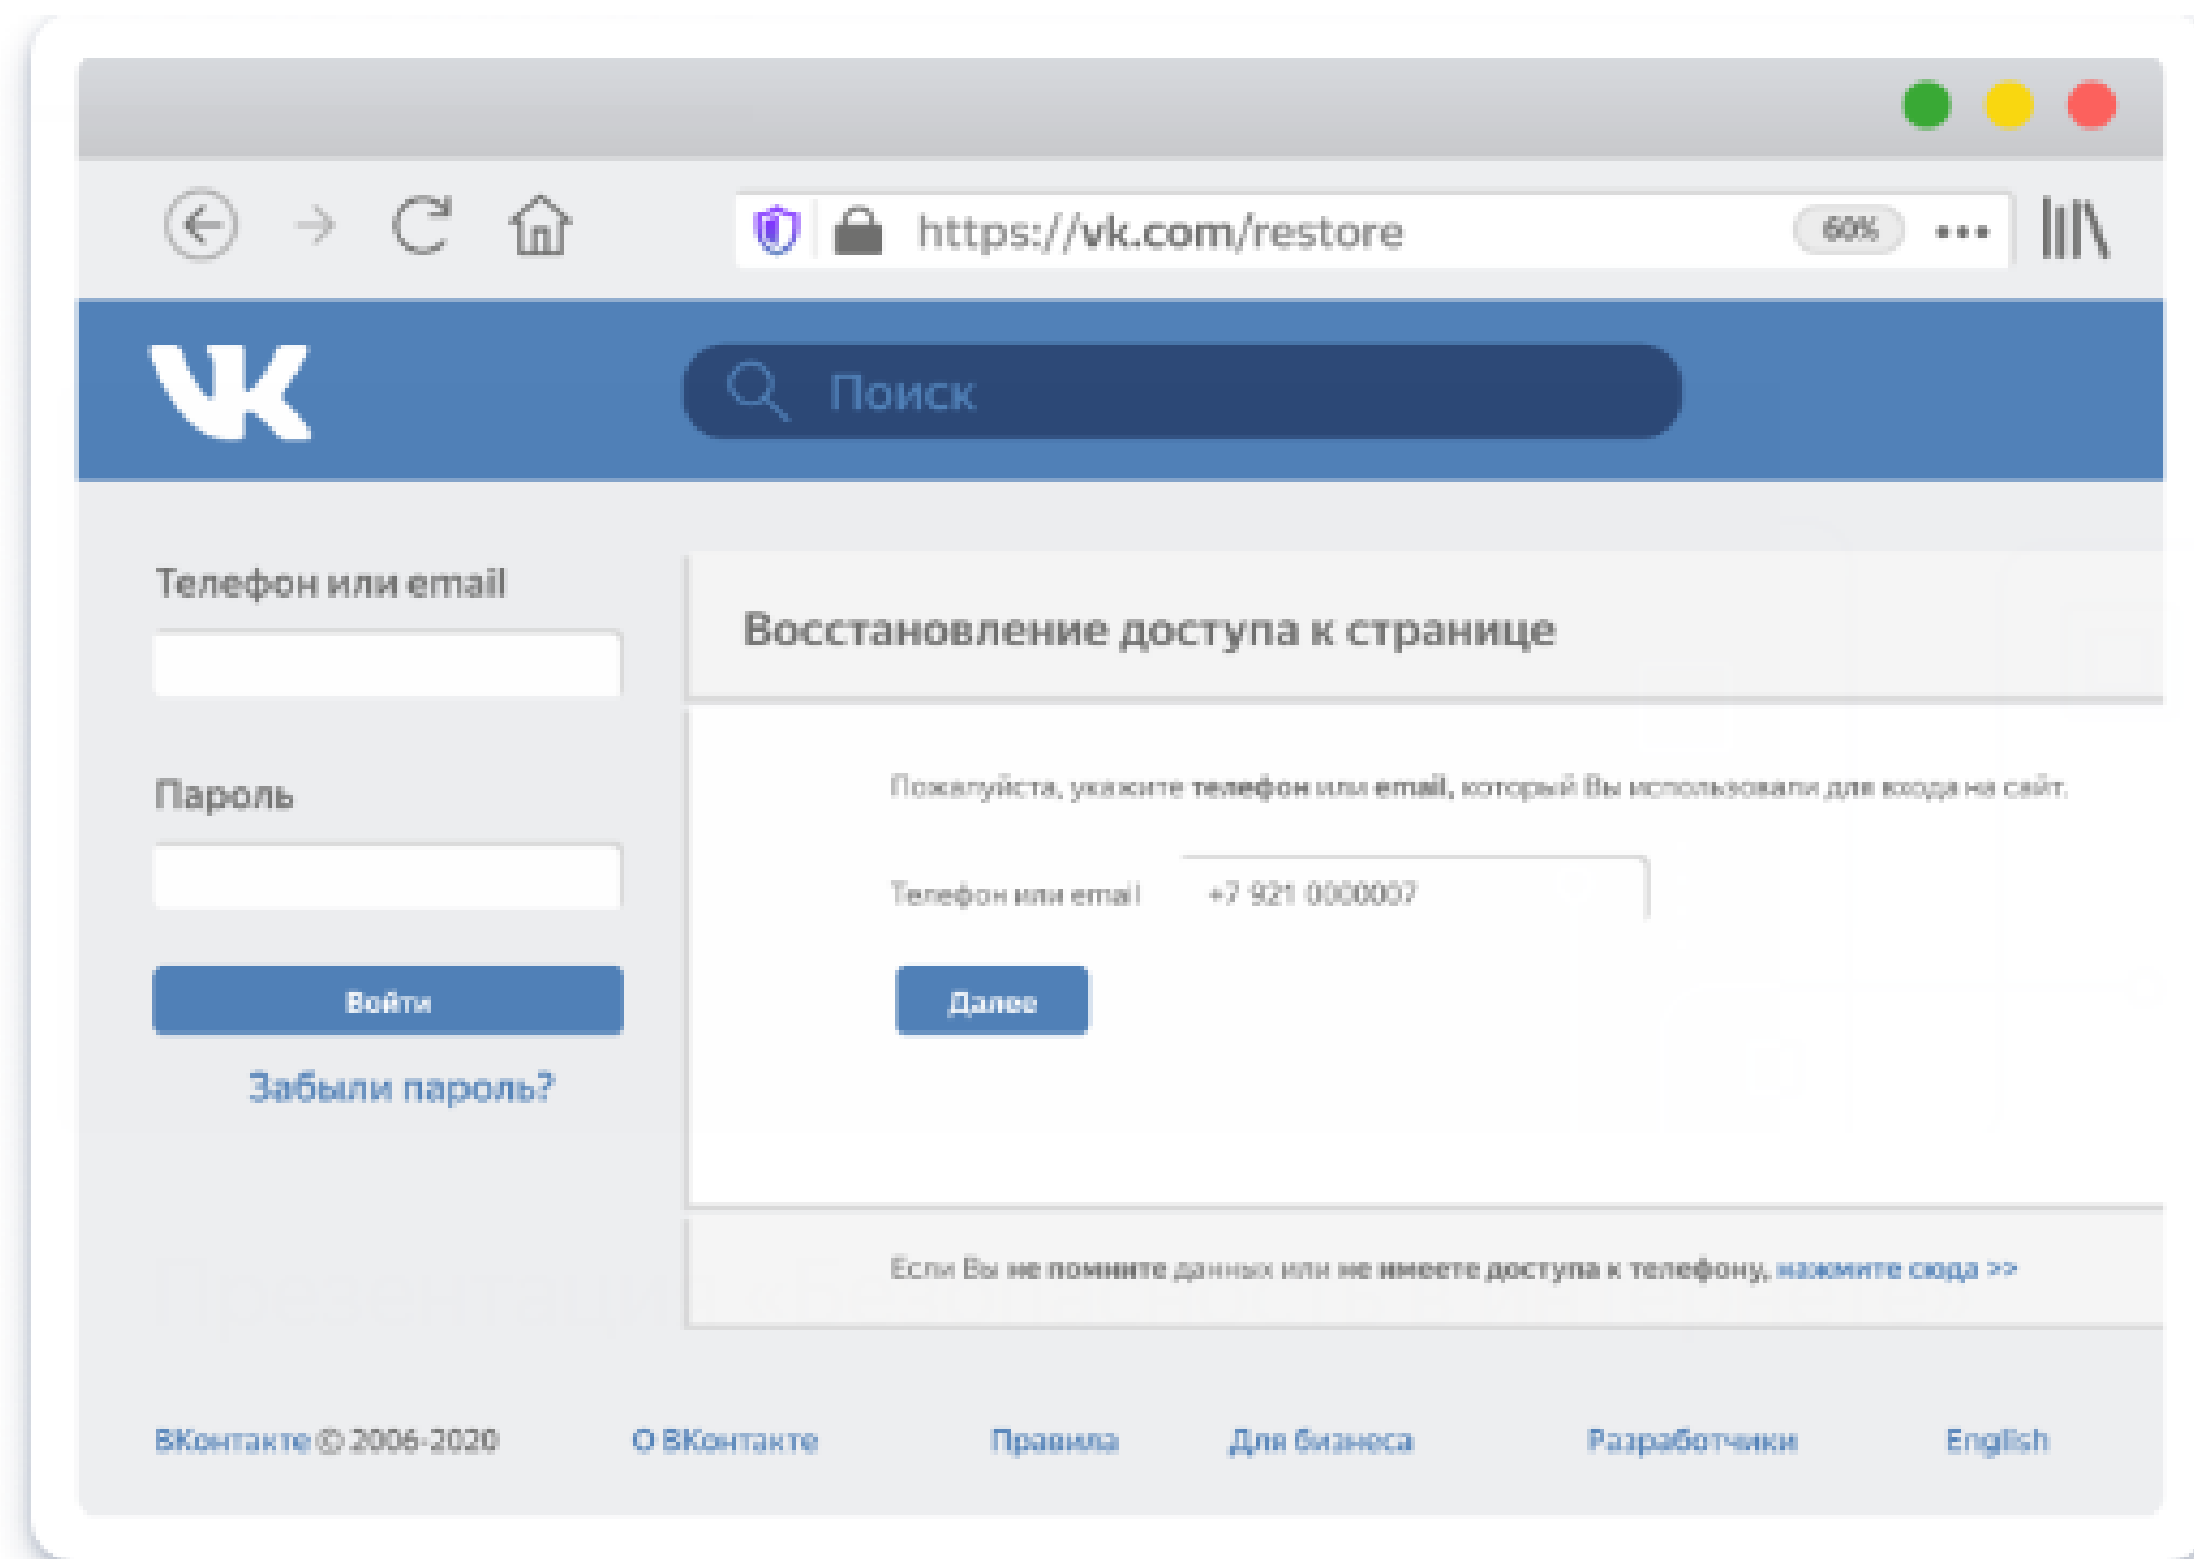 https://vk.com/restore 60%
VK Поиск
Телефон или email
Пароль
Войти
Забыли пароль?
Восстановление доступа к странице
Пожалуйста, укажите телефон или email, который Вы использовали для входа на сайт.
Телефон или email +7 921 0000007
Далее
Если Вы не помните данных или не имеете доступа к телефону, нажмите сюда >>
ВКонтакте © 2006-2020 О ВКонтакте Правила Для бизнеса Разработчики English